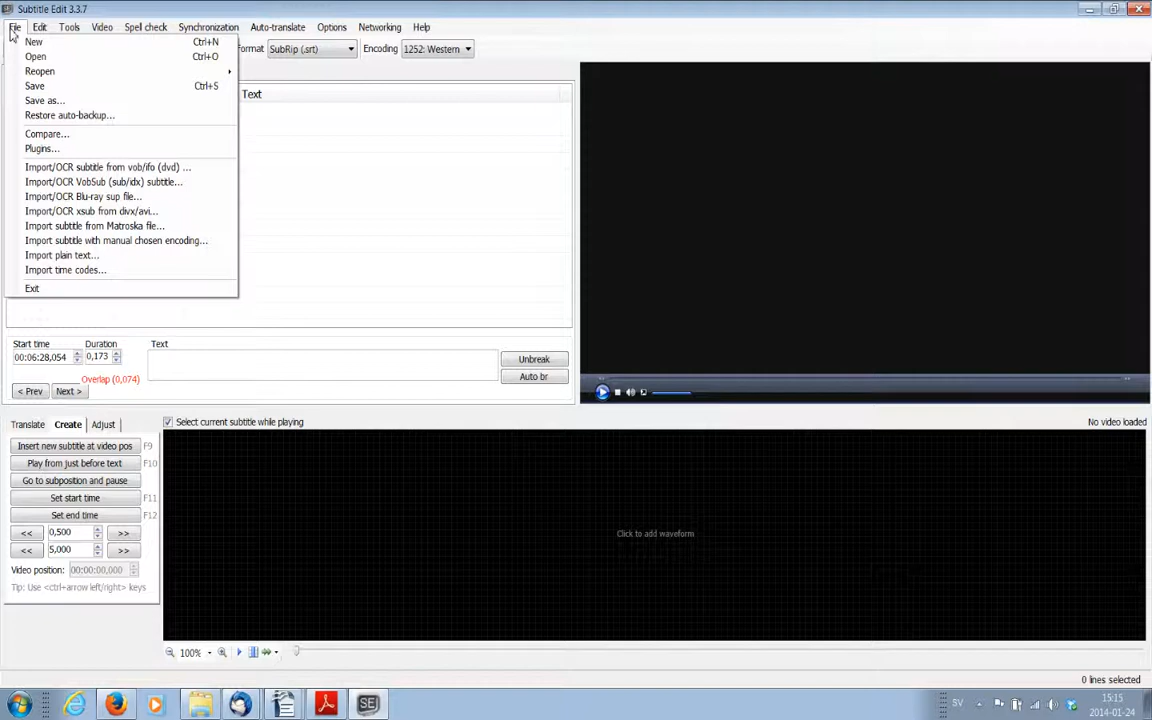 Subtitle Edit 3.3.7
File Edit Tools Video Spell check Synchronization Auto-translate Options Networking Help
New Ctrl+N
Open Ctrl+O
Reopen
Save Ctrl+S
Save as...
Restore auto-backup...
Compare...
Plugins...
Import/OCR subtitle from vob/ifo (dvd) ...
Import/OCR VobSub (sub/idx) subtitle...
Import/OCR Blu-ray sup file...
Import/OCR xsub from divx/avi...
Import subtitle from Matroska file...
Import subtitle with manual chosen encoding...
Import plain text...
Import time codes...
Exit
ormat SubRip (.srt) Encoding 1252: Western
Text
Start time Duration Text
00:06:28,054 0,173
Overlap (0,074)
< Prev Next >
Unbreak
Auto br
Translate Create Adjust
Select current subtitle while playing
No video loaded
Insert new subtitle at video pos F9
Play from just before text F10
Go to subposition and pause
Set start time F11
Set end time F12
<< 0,500 >>
<< 5,000 >>
Video position: 00:00:00,000
Tip: Use <ctrl+arrow left/right> keys
Click to add waveform
100%
0 lines selected
SE
SV
15:15
2014-01-24